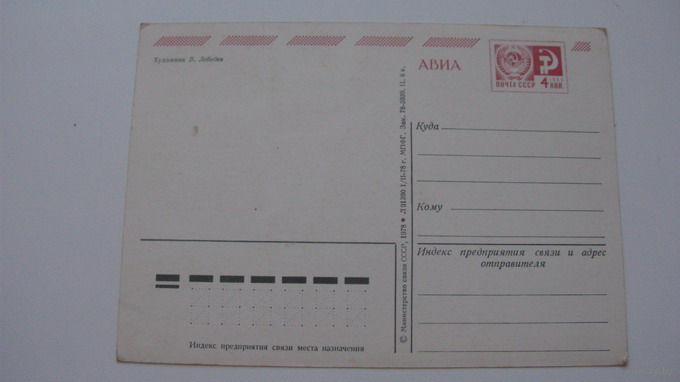 Художник В. Лебедев
АВИА
ПОЧТА СССР
4 КОП.
Куда
Кому
Индекс предприятия связи и адрес
отправителя
© Министерство связи СССР, 1978
Индекс предприятия связи места назначения